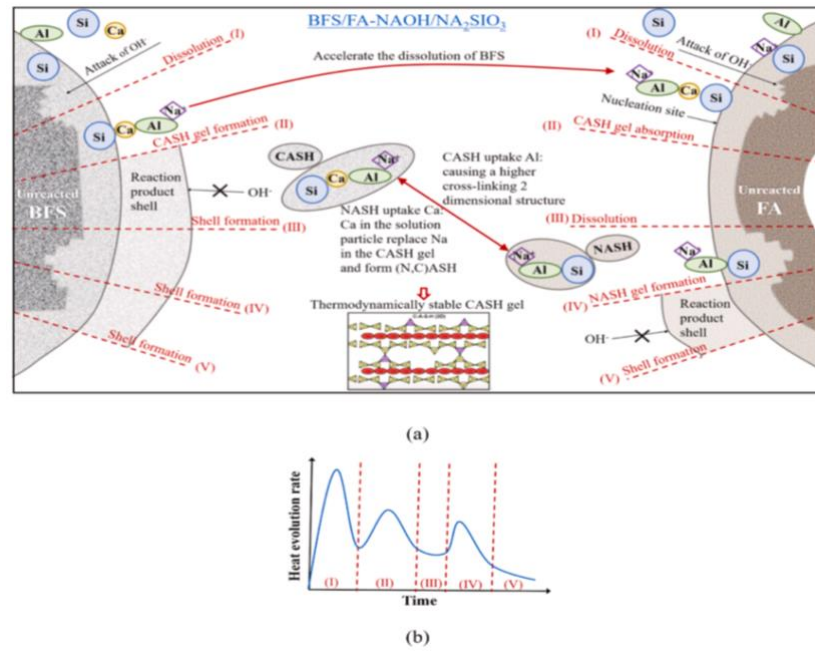 BFS/FA-NAOH/NA₂SIO₃
Si
Al
Ca
Si
Attack of OH⁻
Dissolution (I)
Accelerate the dissolution of BFS
Na
Si
Ca
Al
CASH gel formation (II)
Unreacted
BFS
Reaction
product
shell
OH⁻
Shell formation (III)
Shell formation (IV)
Shell formation (V)
CASH
Na
Si
Ca
Al
CASH uptake Al:
causing a higher
cross-linking 2
dimensional structure
NASH uptake Ca:
Ca in the solution
particle replace Na
in the CASH gel
and form (N,C)ASH
Na
Al
Si
NASH
Thermodynamically stable CASH gel
C-A-S-H (2D)
Si
Al
(I)
Dissolution
Attack of OH⁻
Na
Si
Na
Al
Ca
Si
Nucleation site
(II)
CASH gel absorption
Unreacted
FA
(III) Dissolution
Na
Al
Si
(IV) NASH gel formation
Reaction
product
shell
OH⁻
(V) Shell formation
(a)
Heat evolution rate
(I)
(II)
(III)
(IV)
(V)
Time
(b)